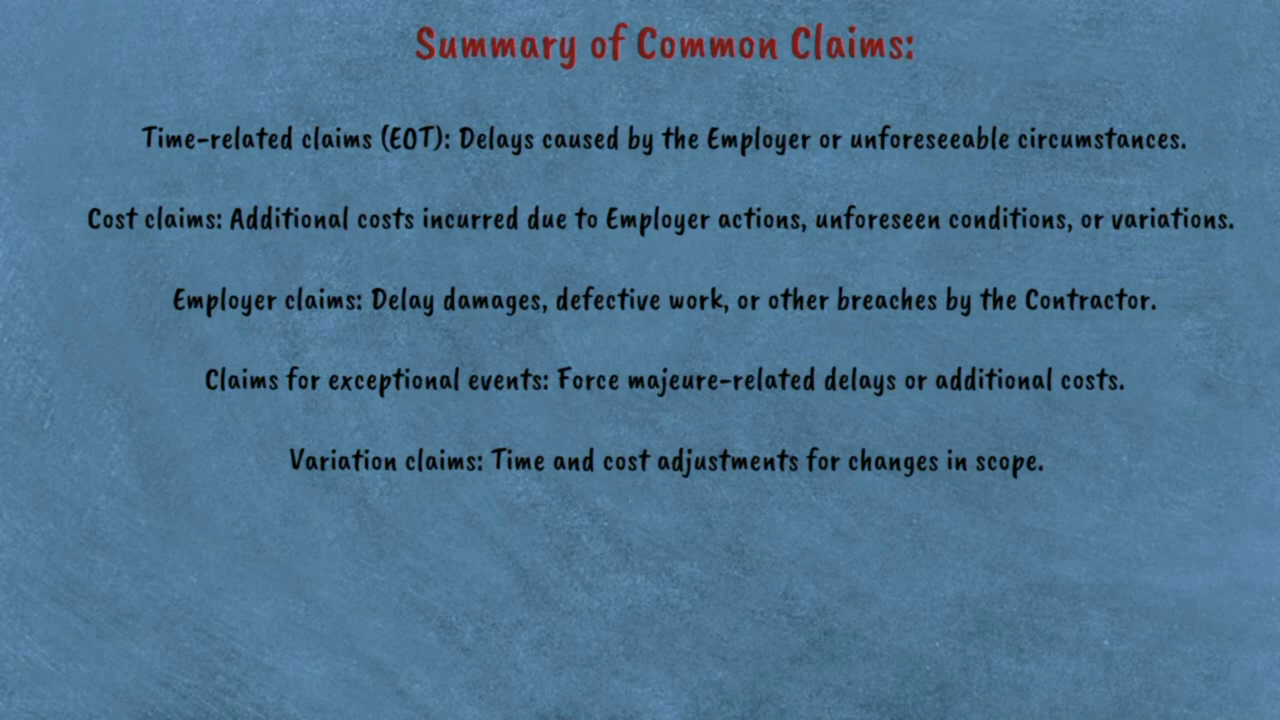 Summary of Common Claims:
Time-related claims (EOT): Delays caused by the Employer or unforeseeable circumstances.
Cost claims: Additional costs incurred due to Employer actions, unforeseen conditions, or variations.
Employer claims: Delay damages, defective work, or other breaches by the Contractor.
Claims for exceptional events: Force majeure-related delays or additional costs.
Variation claims: Time and cost adjustments for changes in scope.